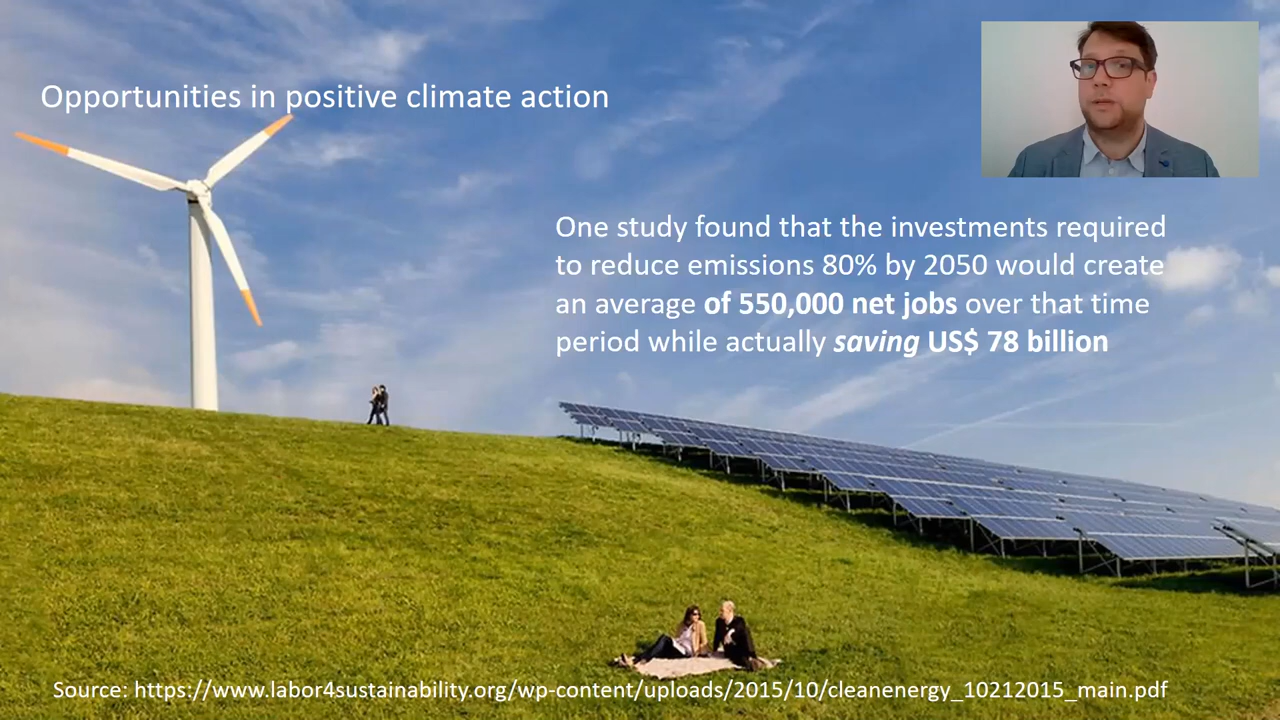 Opportunities in positive climate action
One study found that the investments required
to reduce emissions 80% by 2050 would create
an average of 550,000 net jobs over that time
period while actually saving US$ 78 billion
Source: https://www.labor4sustainability.org/wp-content/uploads/2015/10/cleanenergy_10212015_main.pdf